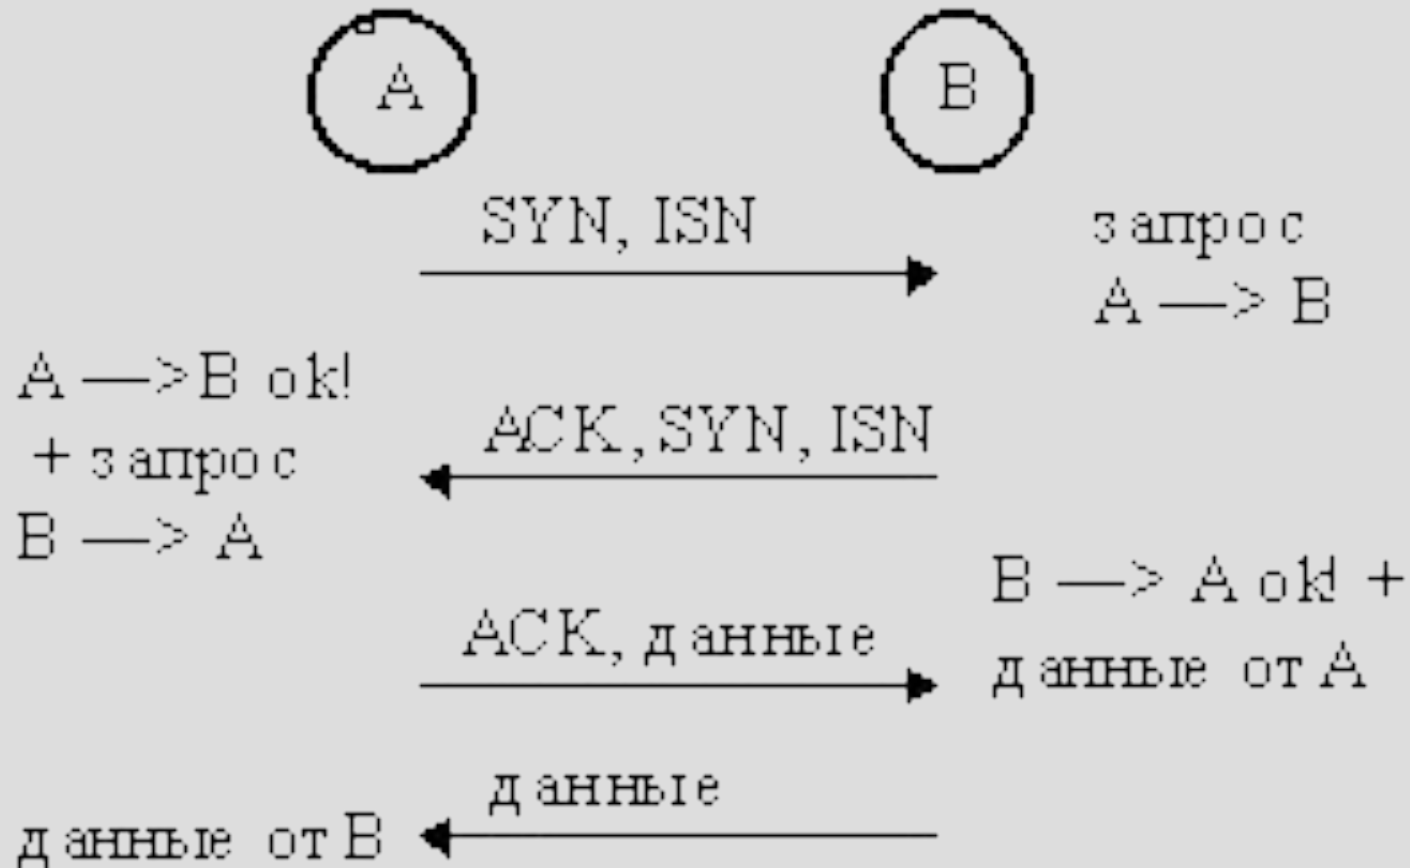 A
B
SYN, ISN
запрос
A —> B
A —>B ok!
+ запрос
B —> A
ACK, SYN, ISN
B —> A ok! +
данные от A
ACK, данные
данные
данные от B